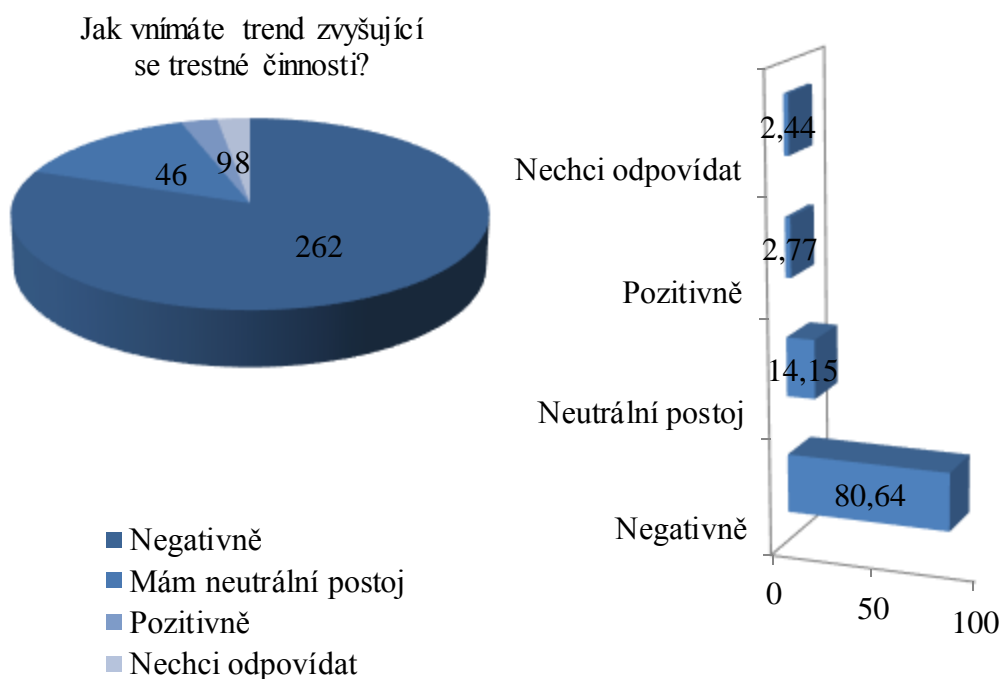 Jak vnímáte trend zvyšující
se trestné činnosti?
46
98
262
Negativně
Mám neutrální postoj
Pozitivně
Nechci odpovídat
2,44
Nechci odpovídat
2,77
Pozitivně
14,15
Neutrální postoj
80,64
Negativně
0
50
100